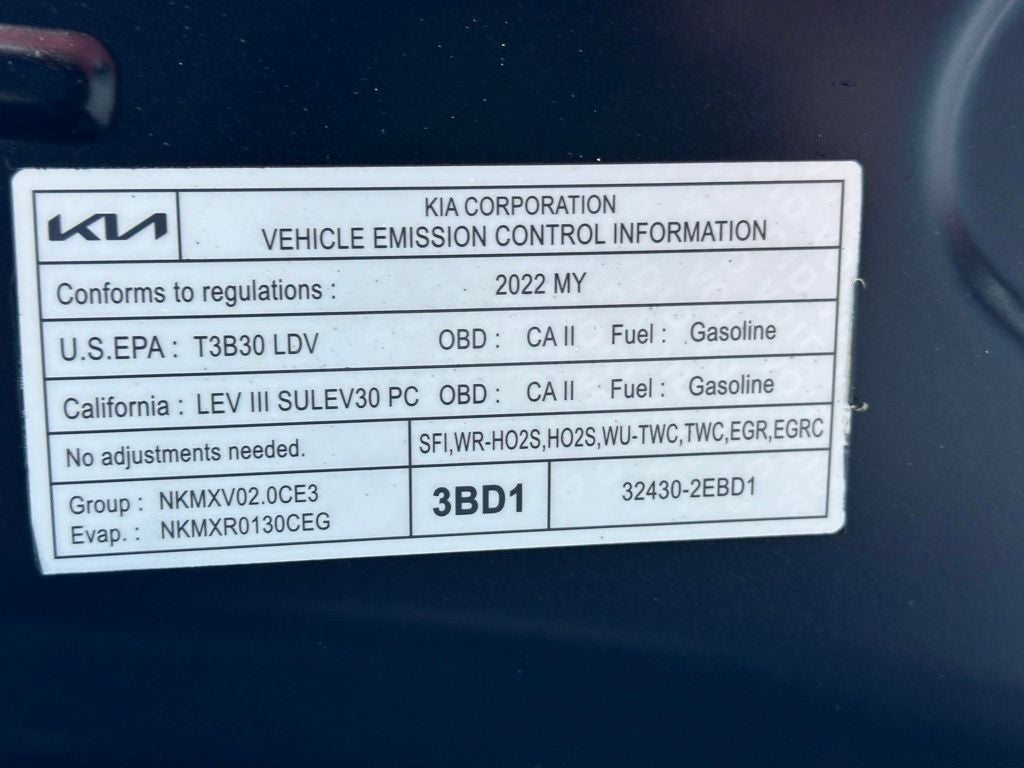 KIA
KIA CORPORATION
VEHICLE EMISSION CONTROL INFORMATION
Conforms to regulations : 2022 MY
U.S.EPA : T3B30 LDV OBD : CA II Fuel : Gasoline
California : LEV III SULEV30 PC OBD : CA II Fuel : Gasoline
No adjustments needed.
SFI,WR-HO2S,HO2S,WU-TWC,TWC,EGR,EGRC
Group : NKMXV02.0CE3
Evap. : NKMXR0130CEG
3BD1
32430-2EBD1